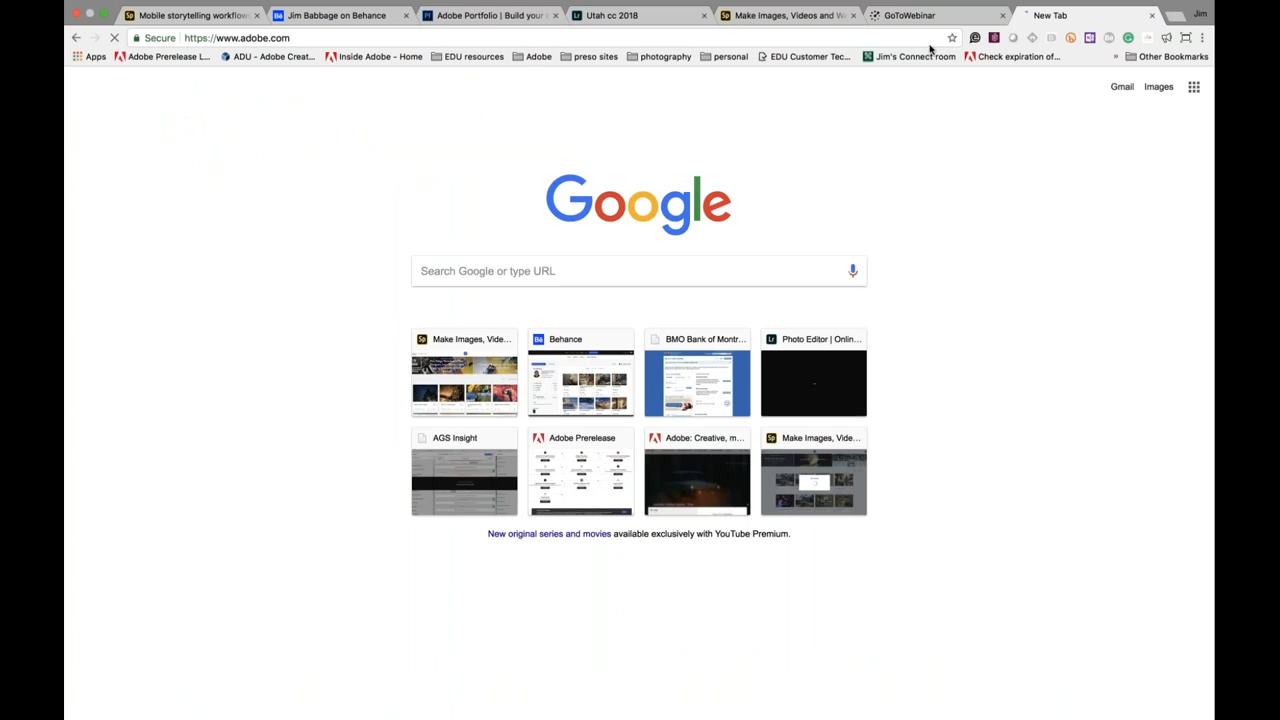 Mobile storytelling workflows
Jim Babbage on Behance
Adobe Portfolio | Build your
Utah cc 2018
Make Images, Videos and W
GoToWebinar
New Tab
Jim
Secure
https://www.adobe.com
Apps
Adobe Prerelease L...
ADU - Adobe Creat...
Inside Adobe - Home
EDU resources
Adobe
preso sites
photography
personal
EDU Customer Tec...
Jim's Connect room
Check expiration of...
»
Other Bookmarks
Gmail
Images
Google
Search Google or type URL
Make Images, Vide...
Behance
BMO Bank of Montr...
Photo Editor | Onlin...
AGS Insight
Adobe Prerelease
Adobe: Creative, m...
Make Images, Vide...
New original series and movies available exclusively with YouTube Premium.